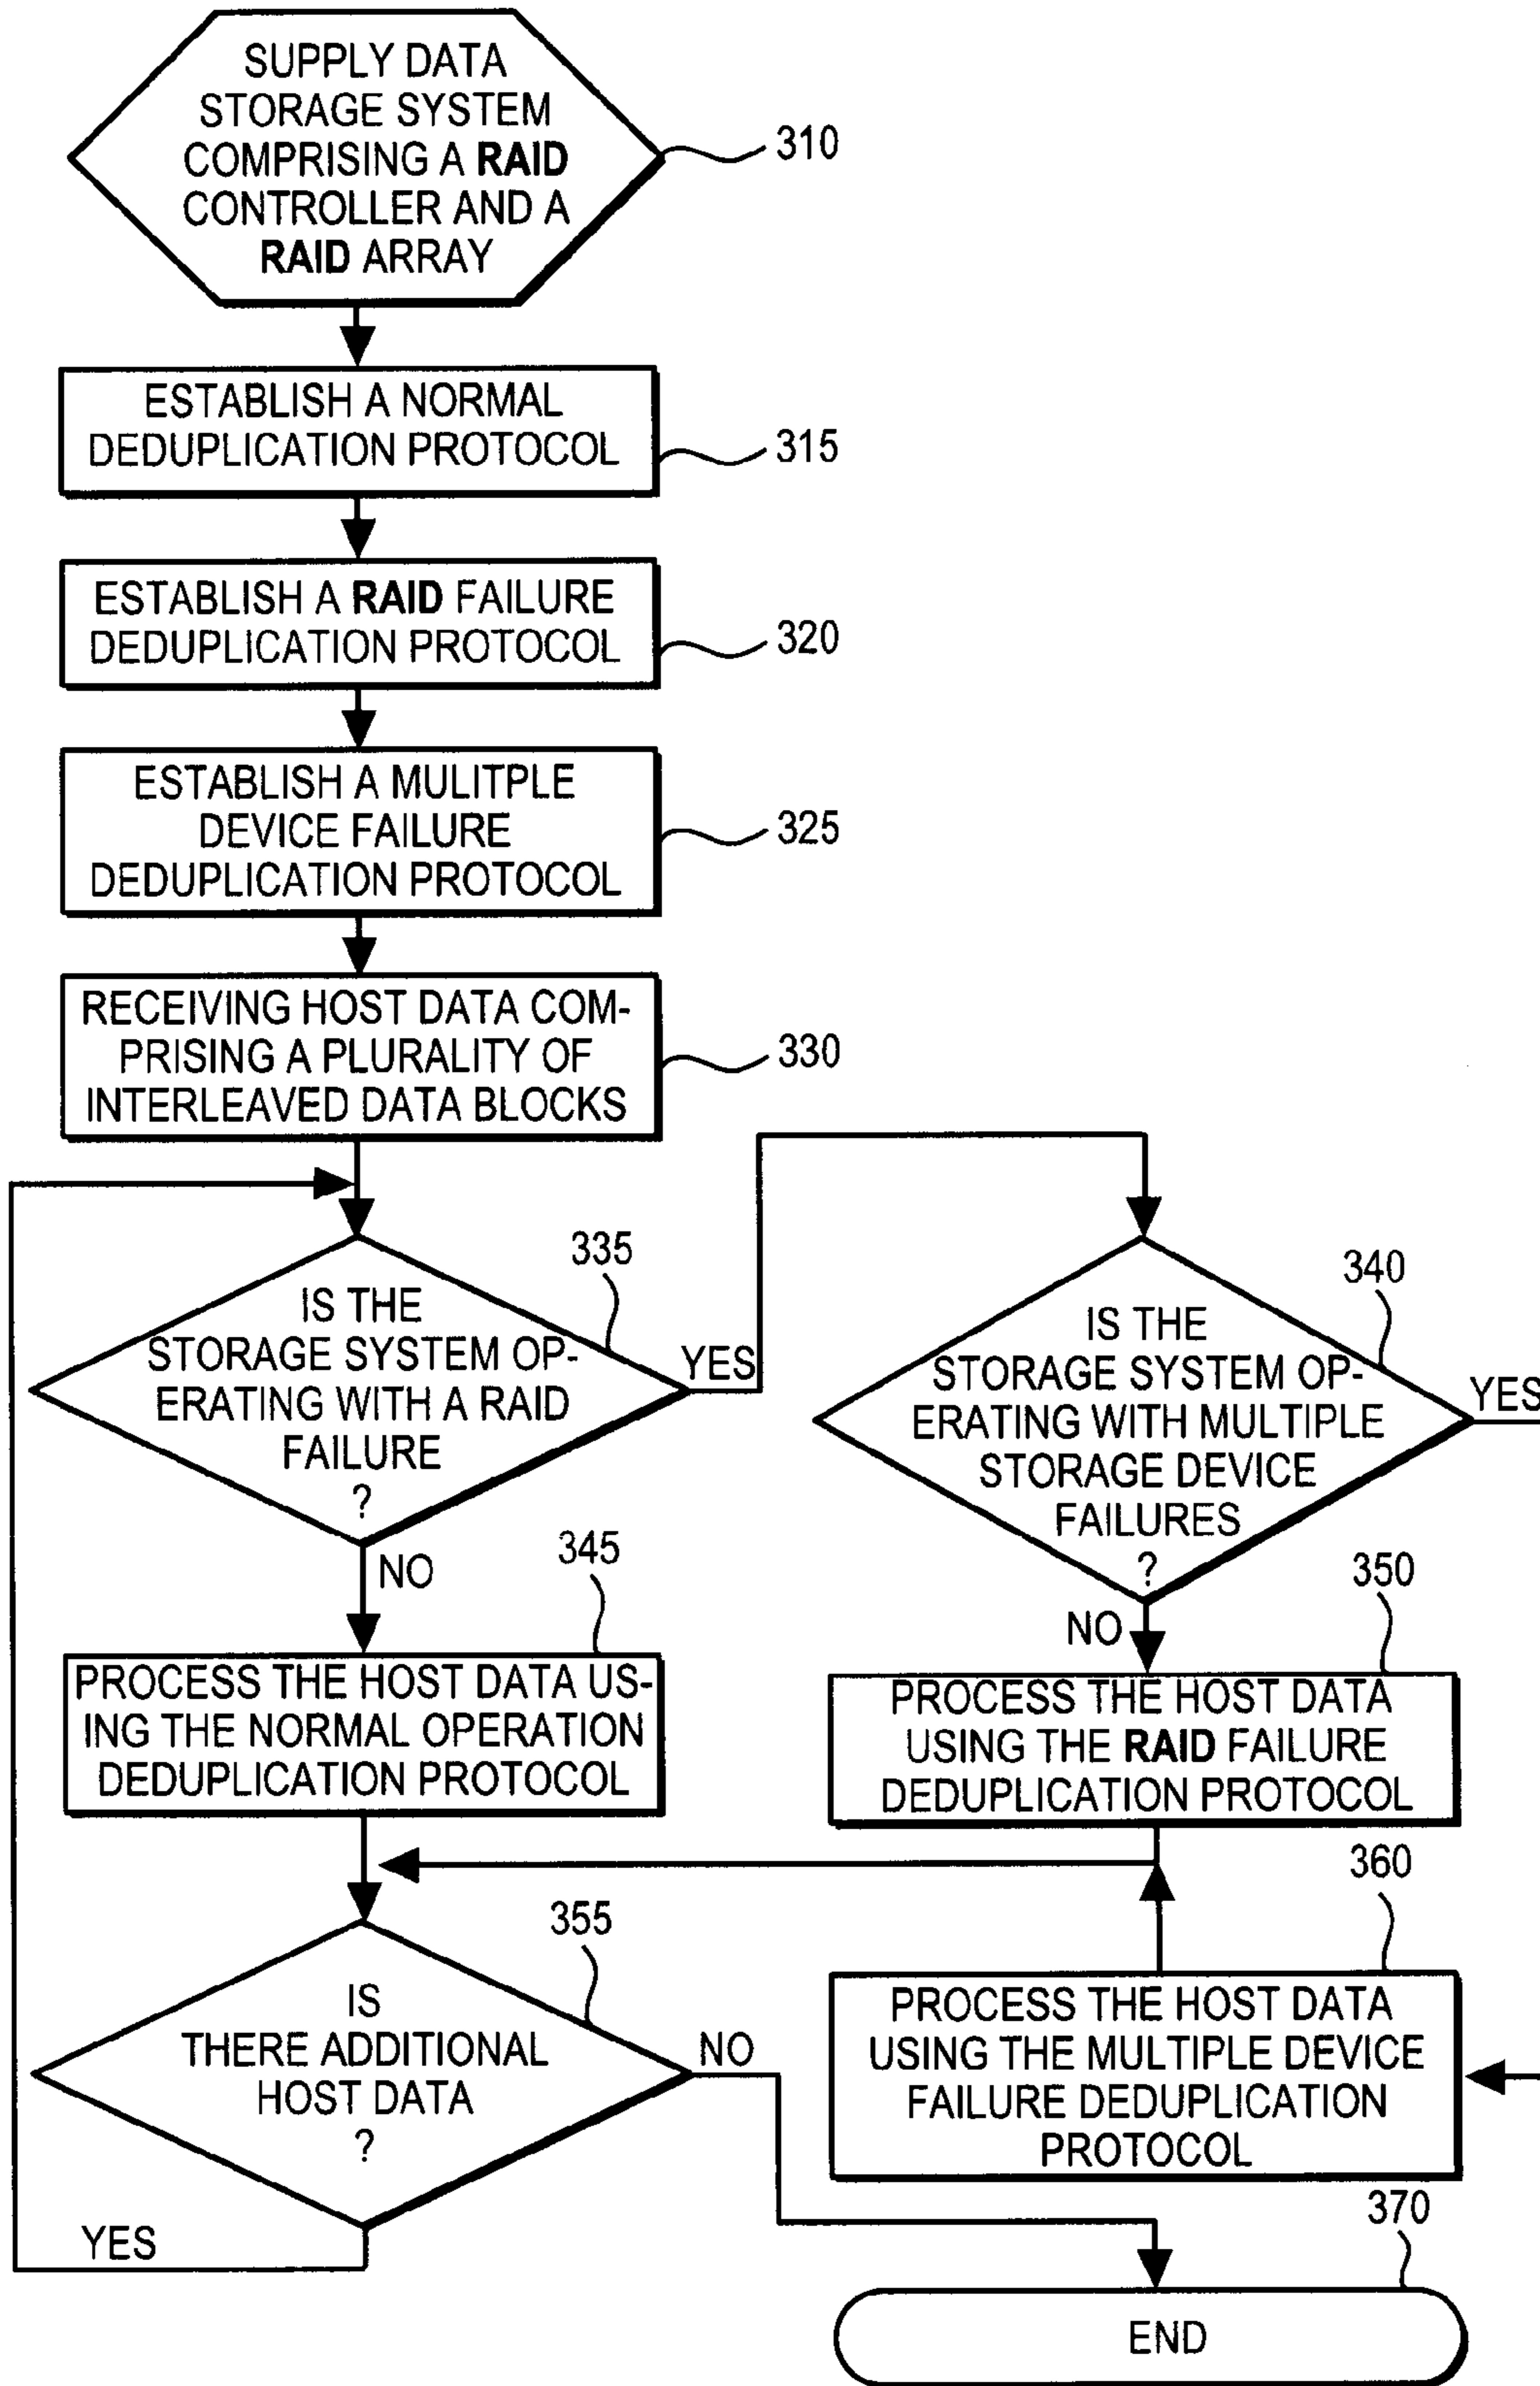 SUPPLY DATA
STORAGE SYSTEM
COMPRISING A RAID
CONTROLLER AND A
RAID ARRAY
310
ESTABLISH A NORMAL
DEDUPLICATION PROTOCOL
315
ESTABLISH A RAID FAILURE
DEDUPLICATION PROTOCOL
320
ESTABLISH A MULITPLE
DEVICE FAILURE
DEDUPLICATION PROTOCOL
325
RECEIVING HOST DATA COM-
PRISING A PLURALITY OF
INTERLEAVED DATA BLOCKS
330
335
IS THE
STORAGE SYSTEM OP-
ERATING WITH A RAID
FAILURE
?
YES
NO
340
IS THE
STORAGE SYSTEM OP-
ERATING WITH MULTIPLE
STORAGE DEVICE
FAILURES
?
YES
NO
345
PROCESS THE HOST DATA US-
ING THE NORMAL OPERATION
DEDUPLICATION PROTOCOL
350
PROCESS THE HOST DATA
USING THE RAID FAILURE
DEDUPLICATION PROTOCOL
355
IS
THERE ADDITIONAL
HOST DATA
?
NO
YES
360
PROCESS THE HOST DATA
USING THE MULTIPLE DEVICE
FAILURE DEDUPLICATION
PROTOCOL
370
END